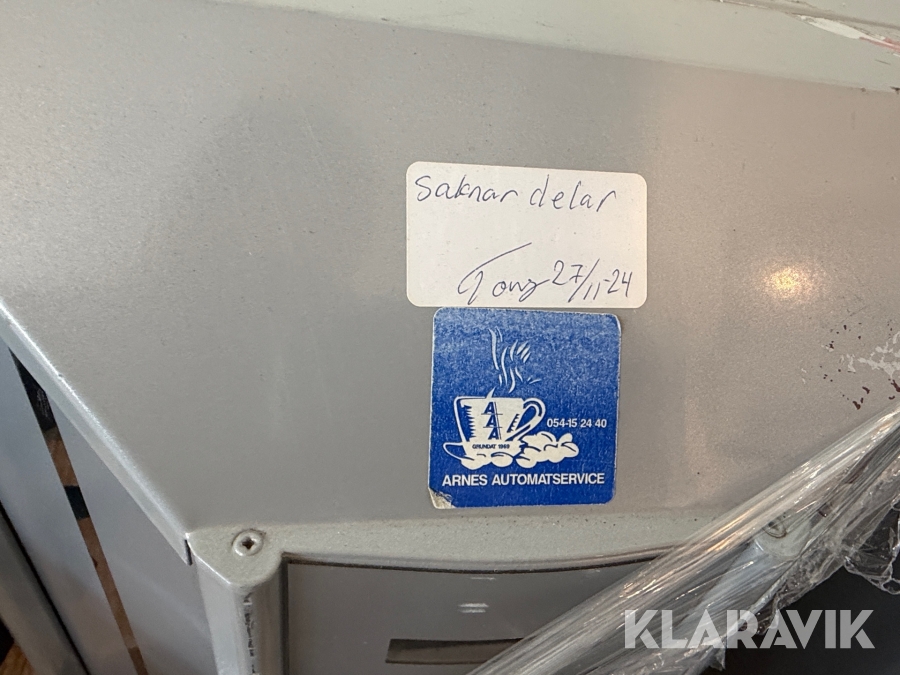 saknar delar
Tony 27/11-24
054-15 24 40
GRUNDAT 1969
ARNES AUTOMATSERVICE
KLARAVIK